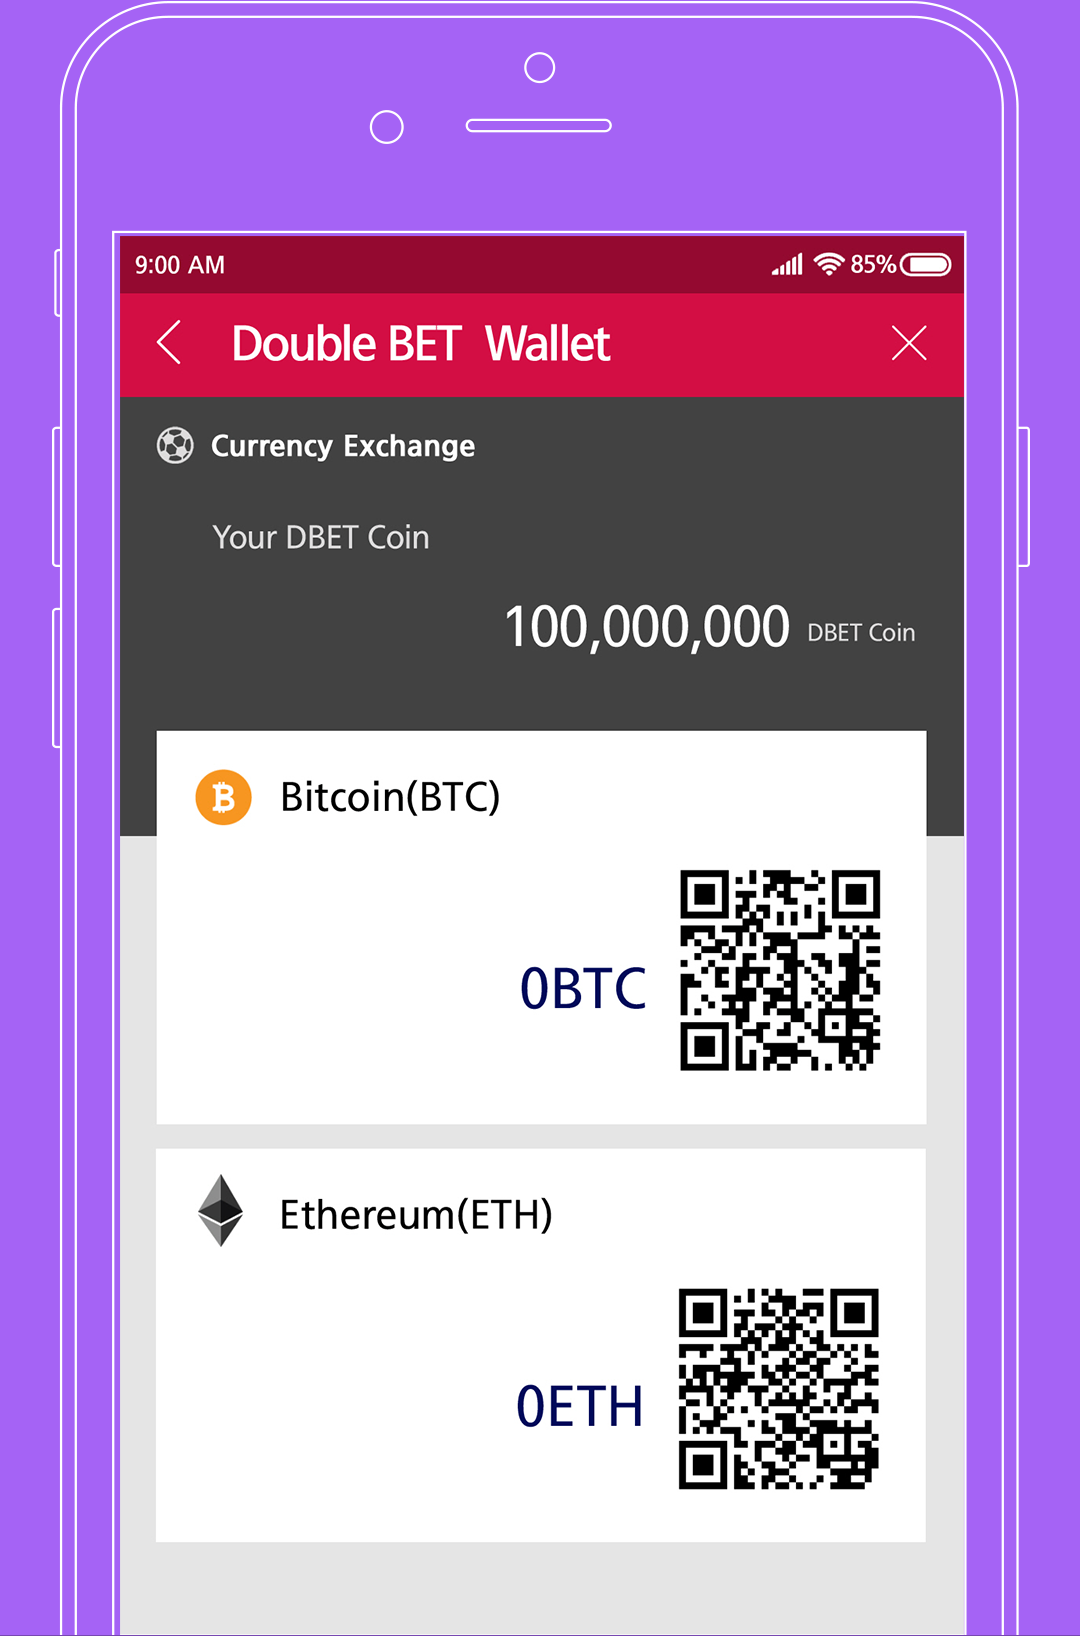 9:00 AM 85%
Double BET Wallet
Currency Exchange
Your DBET Coin
100,000,000 DBET Coin
Bitcoin(BTC)
0BTC
Ethereum(ETH)
0ETH